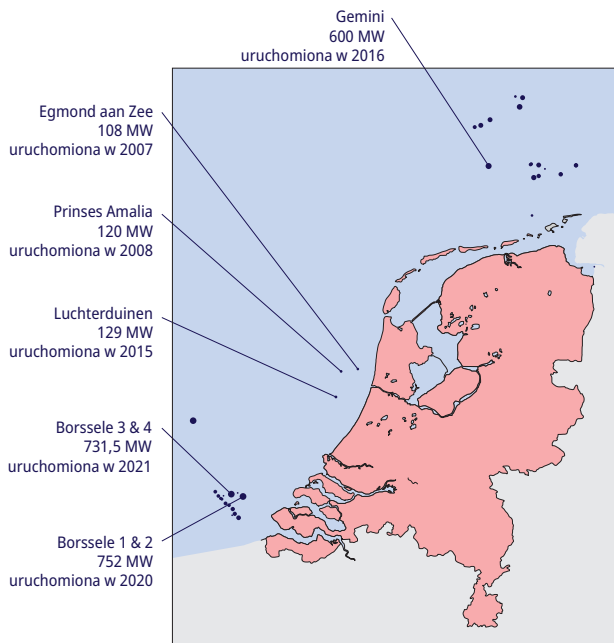 Gemini
600 MW
uruchomiona w 2016
Egmond aan Zee
108 MW
uruchomiona w 2007
Prinses Amalia
120 MW
uruchomiona w 2008
Luchterduinen
129 MW
uruchomiona w 2015
Borssele 3 & 4
731,5 MW
uruchomiona w 2021
Borssele 1 & 2
752 MW
uruchomiona w 2020